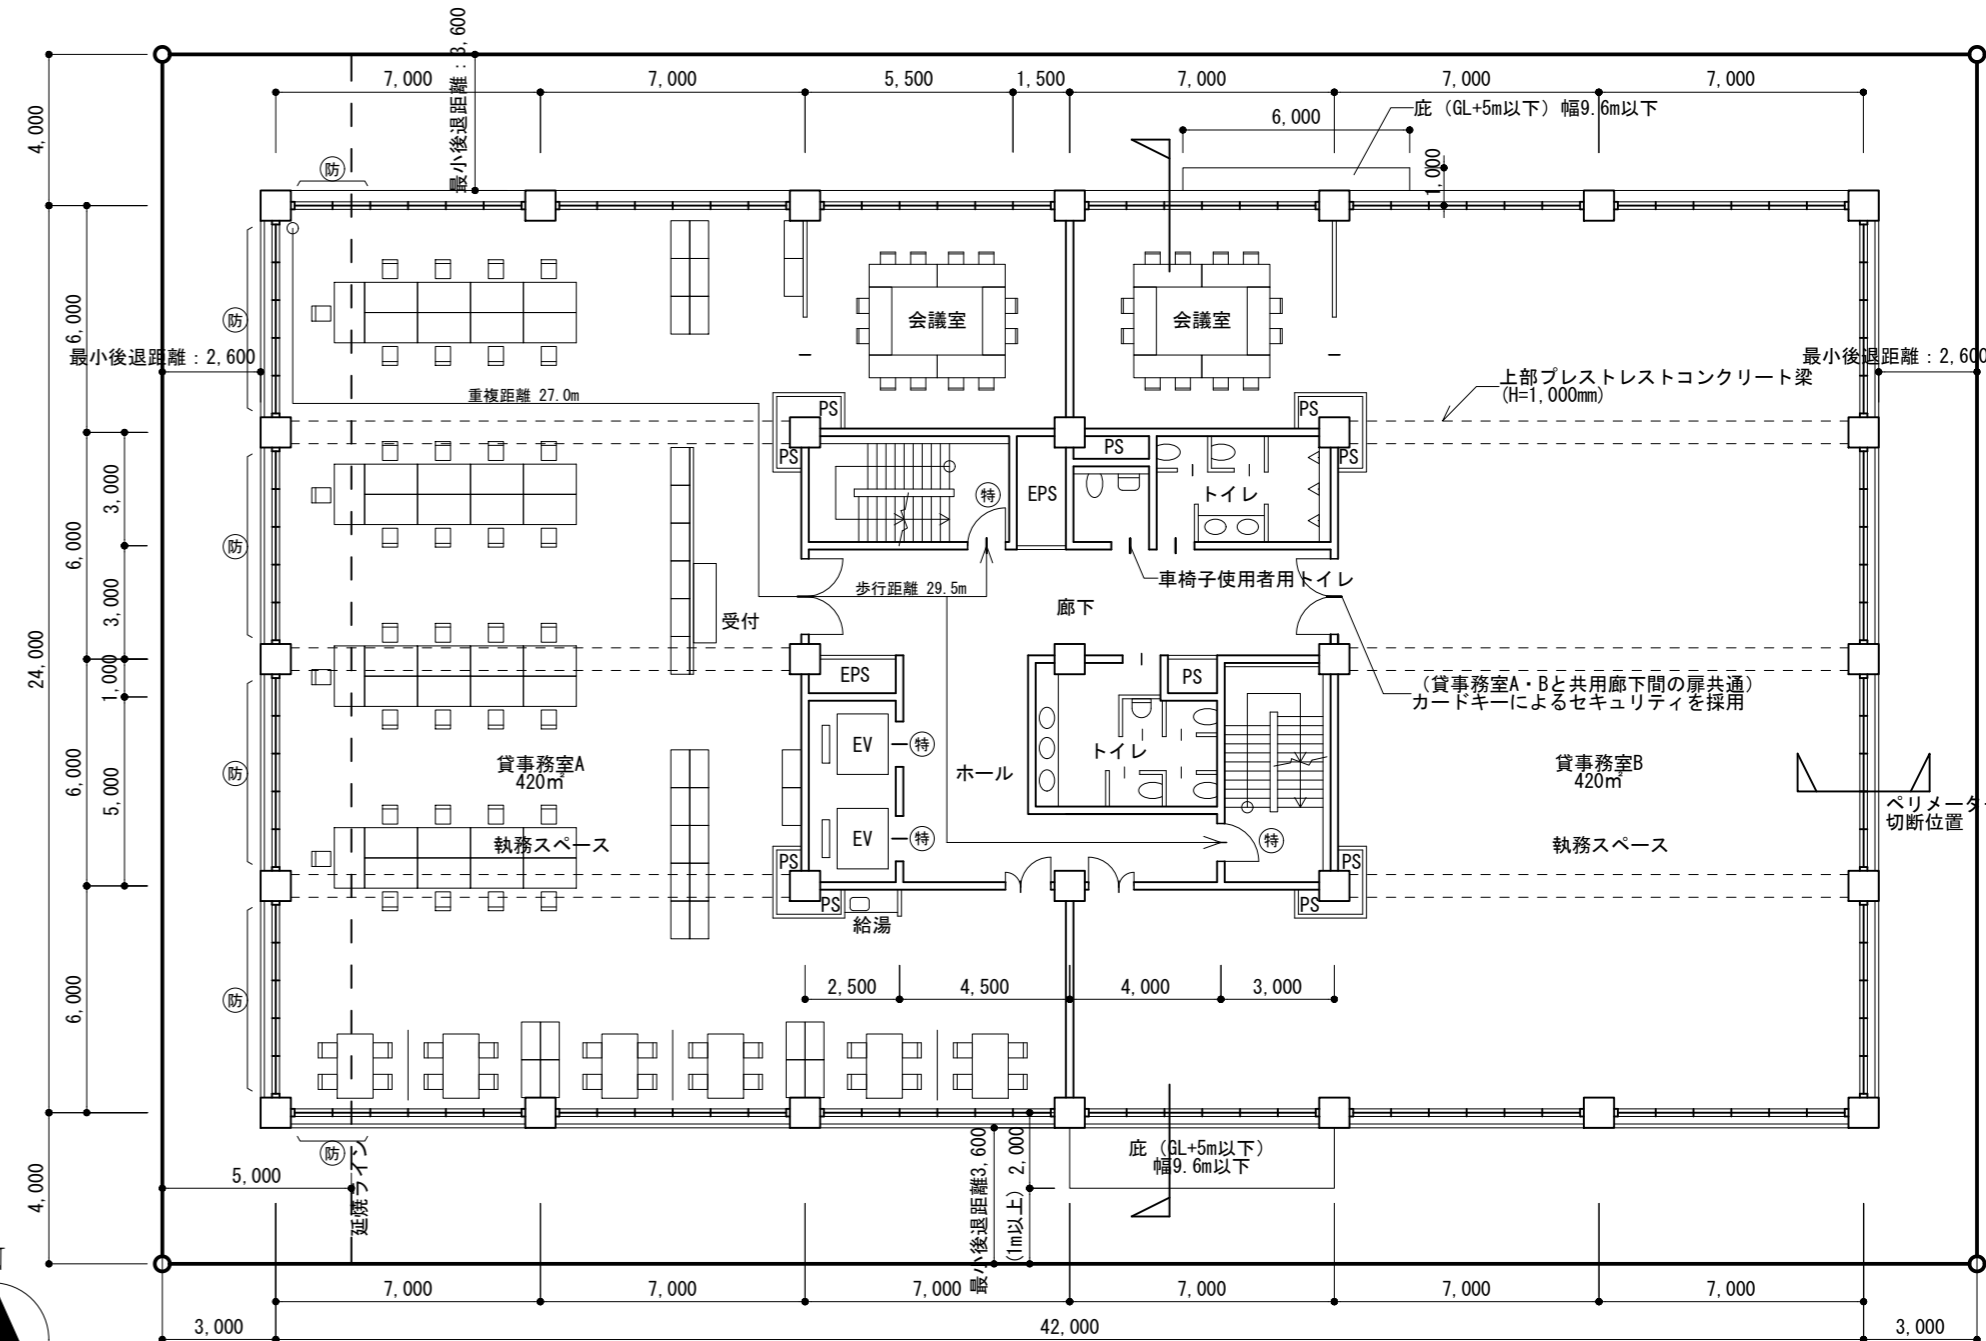 最小後退距離：3,600
7,000
7,000
5,500
1,500
7,000
7,000
7,000
庇（GL+5m以下）幅9.6m以下
6,000
4,000
1,000
防
防
会議室
会議室
6,000
最小後退距離：2,600
最小後退距離：2,600
上部プレストレストコンクリート梁
(H=1,000mm)
重複距離 27.0m
PS
PS
PS
PS
PS
3,000
特
EPS
トイレ
6,000
防
車椅子使用者用トイレ
歩行距離 29.5m
廊下
受付
3,000
24,000
1,000
EPS
PS
（貸事務室A・Bと共用廊下間の扉共通）
カードキーによるセキュリティを採用
EV
特
トイレ
貸事務室A
420㎡
ホール
貸事務室B
420㎡
防
6,000
5,000
ペリメーター
切断位置
EV
特
特
執務スペース
執務スペース
PS
PS
PS
PS
給湯
2,500
4,500
4,000
3,000
6,000
防
防
延焼ライン
5,000
最小後退距離3,600
(1m以上) 2,000
庇（GL+5m以下）
幅9.6m以下
4,000
7,000
7,000
7,000
7,000
7,000
7,000
3,000
42,000
3,000